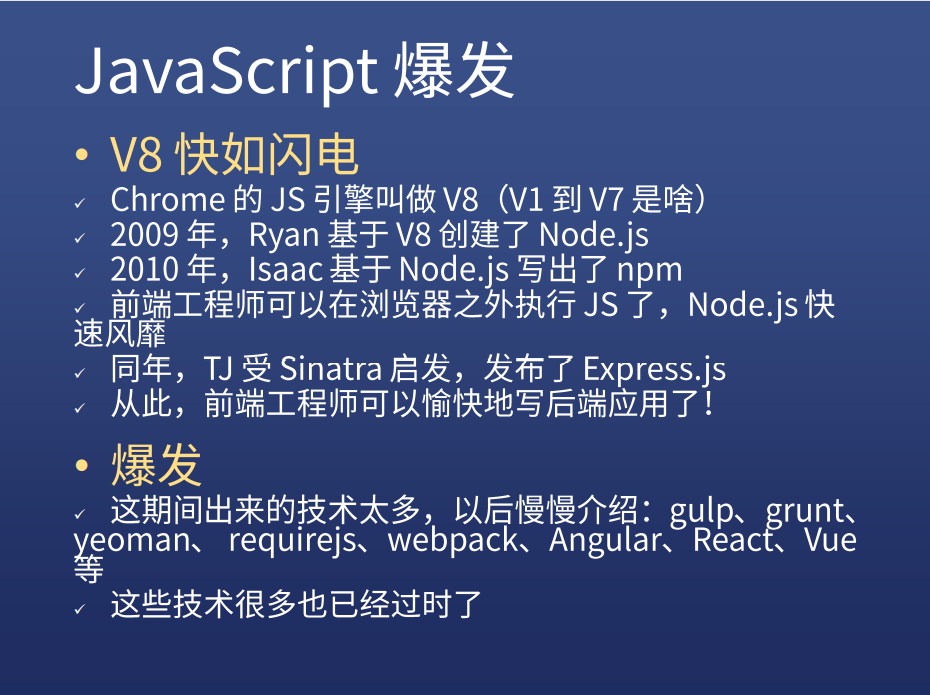 JavaScript 爆发
• V8 快如闪电
✓ Chrome 的 JS 引擎叫做 V8（V1 到 V7 是啥）
✓ 2009 年，Ryan 基于 V8 创建了 Node.js
✓ 2010 年，Isaac 基于 Node.js 写出了 npm
✓ 前端工程师可以在浏览器之外执行 JS 了，Node.js 快
速风靡
✓ 同年，TJ 受 Sinatra 启发，发布了 Express.js
✓ 从此，前端工程师可以愉快地写后端应用了！
• 爆发
✓ 这期间出来的技术太多，以后慢慢介绍：gulp、grunt、
yeoman、 requirejs、webpack、Angular、React、Vue
等
✓ 这些技术很多也已经过时了